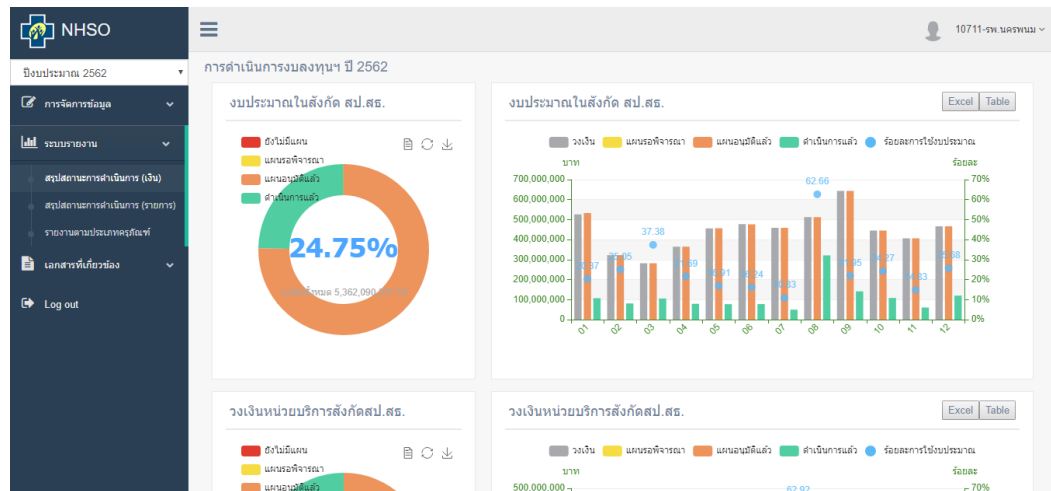 NHSO
10711-รพ.นครพนม
ปีงบประมาณ 2562
การดำเนินการงบลงทุนฯ ปี 2562
การจัดการข้อมูล
ระบบรายงาน
สรุปสถานะการดำเนินการ (เงิน)
สรุปสถานะการดำเนินการ (รายการ)
รายงานตามประเภทครุภัณฑ์
เอกสารที่เกี่ยวข้อง
Log out
งบประมาณในสังกัด สป.สธ.
ยังไม่มีแผน
แผนรอพิจารณา
แผนอนุมัติแล้ว
ดำเนินการแล้ว
24.75%
งบประมาณในสังกัด สป.สธ.
Excel Table
วงเงิน แผนรอพิจารณา แผนอนุมัติแล้ว ดำเนินการแล้ว ร้อยละการใช้งบประมาณ
บาท ร้อยละ
700,000,000 70%
600,000,000 60%
500,000,000 50%
400,000,000 40%
300,000,000 30%
200,000,000 20%
100,000,000 10%
0 0%
37.38 62.66
01 02 03 04 05 06 07 08 09 10 11 12
วงเงินหน่วยบริการสังกัดสป.สธ.
ยังไม่มีแผน
แผนรอพิจารณา
แผนอนุมัติแล้ว
วงเงินหน่วยบริการสังกัดสป.สธ.
Excel Table
วงเงิน แผนรอพิจารณา แผนอนุมัติแล้ว ดำเนินการแล้ว ร้อยละการใช้งบประมาณ
บาท ร้อยละ
500,000,000 62.92 70%